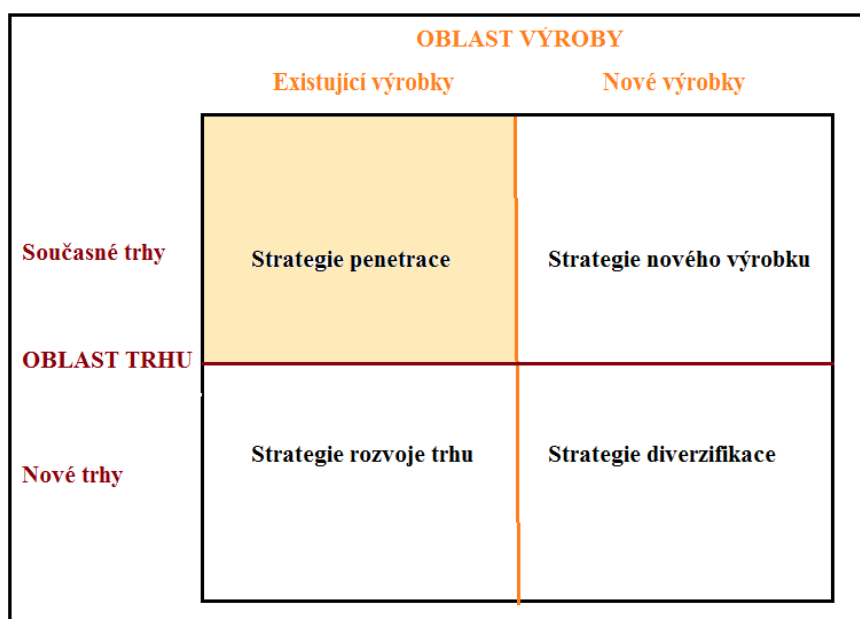 OBLAST VÝROBY
Existující výrobky
Nové výrobky
Současné trhy
Strategie penetrace
Strategie nového výrobku
OBLAST TRHU
Strategie rozvoje trhu
Strategie diverzifikace
Nové trhy